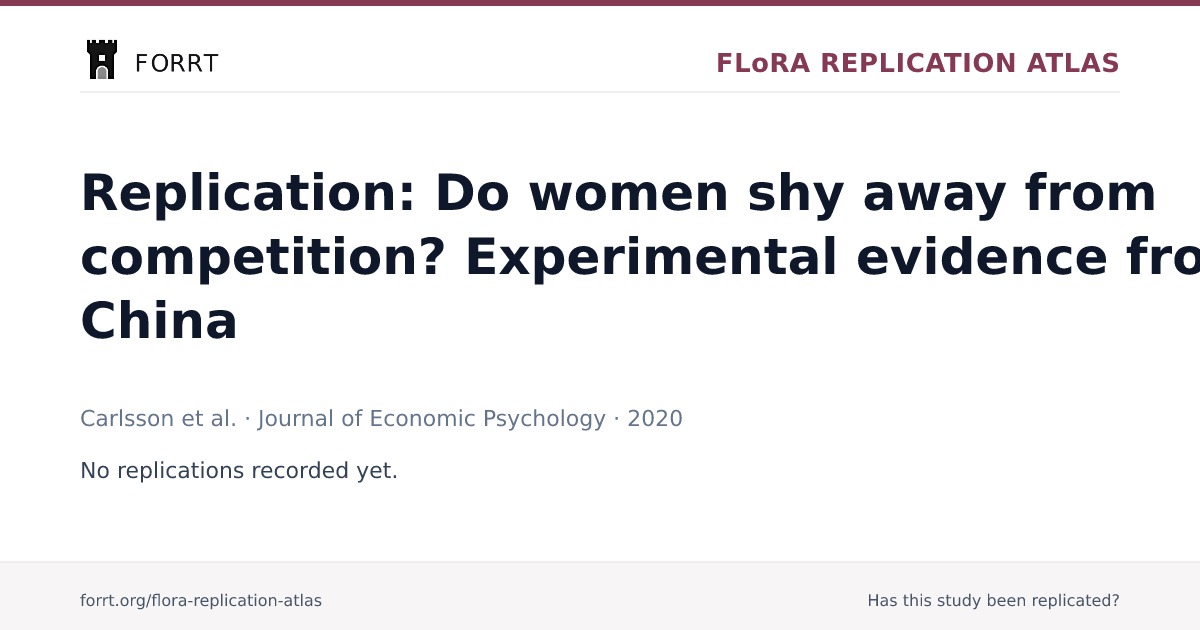 FORRT
FLoRA REPLICATION ATLAS
Replication: Do women shy away from
competition? Experimental evidence fro
China
Carlsson et al. · Journal of Economic Psychology · 2020
No replications recorded yet.
forrt.org/flora-replication-atlas
Has this study been replicated?